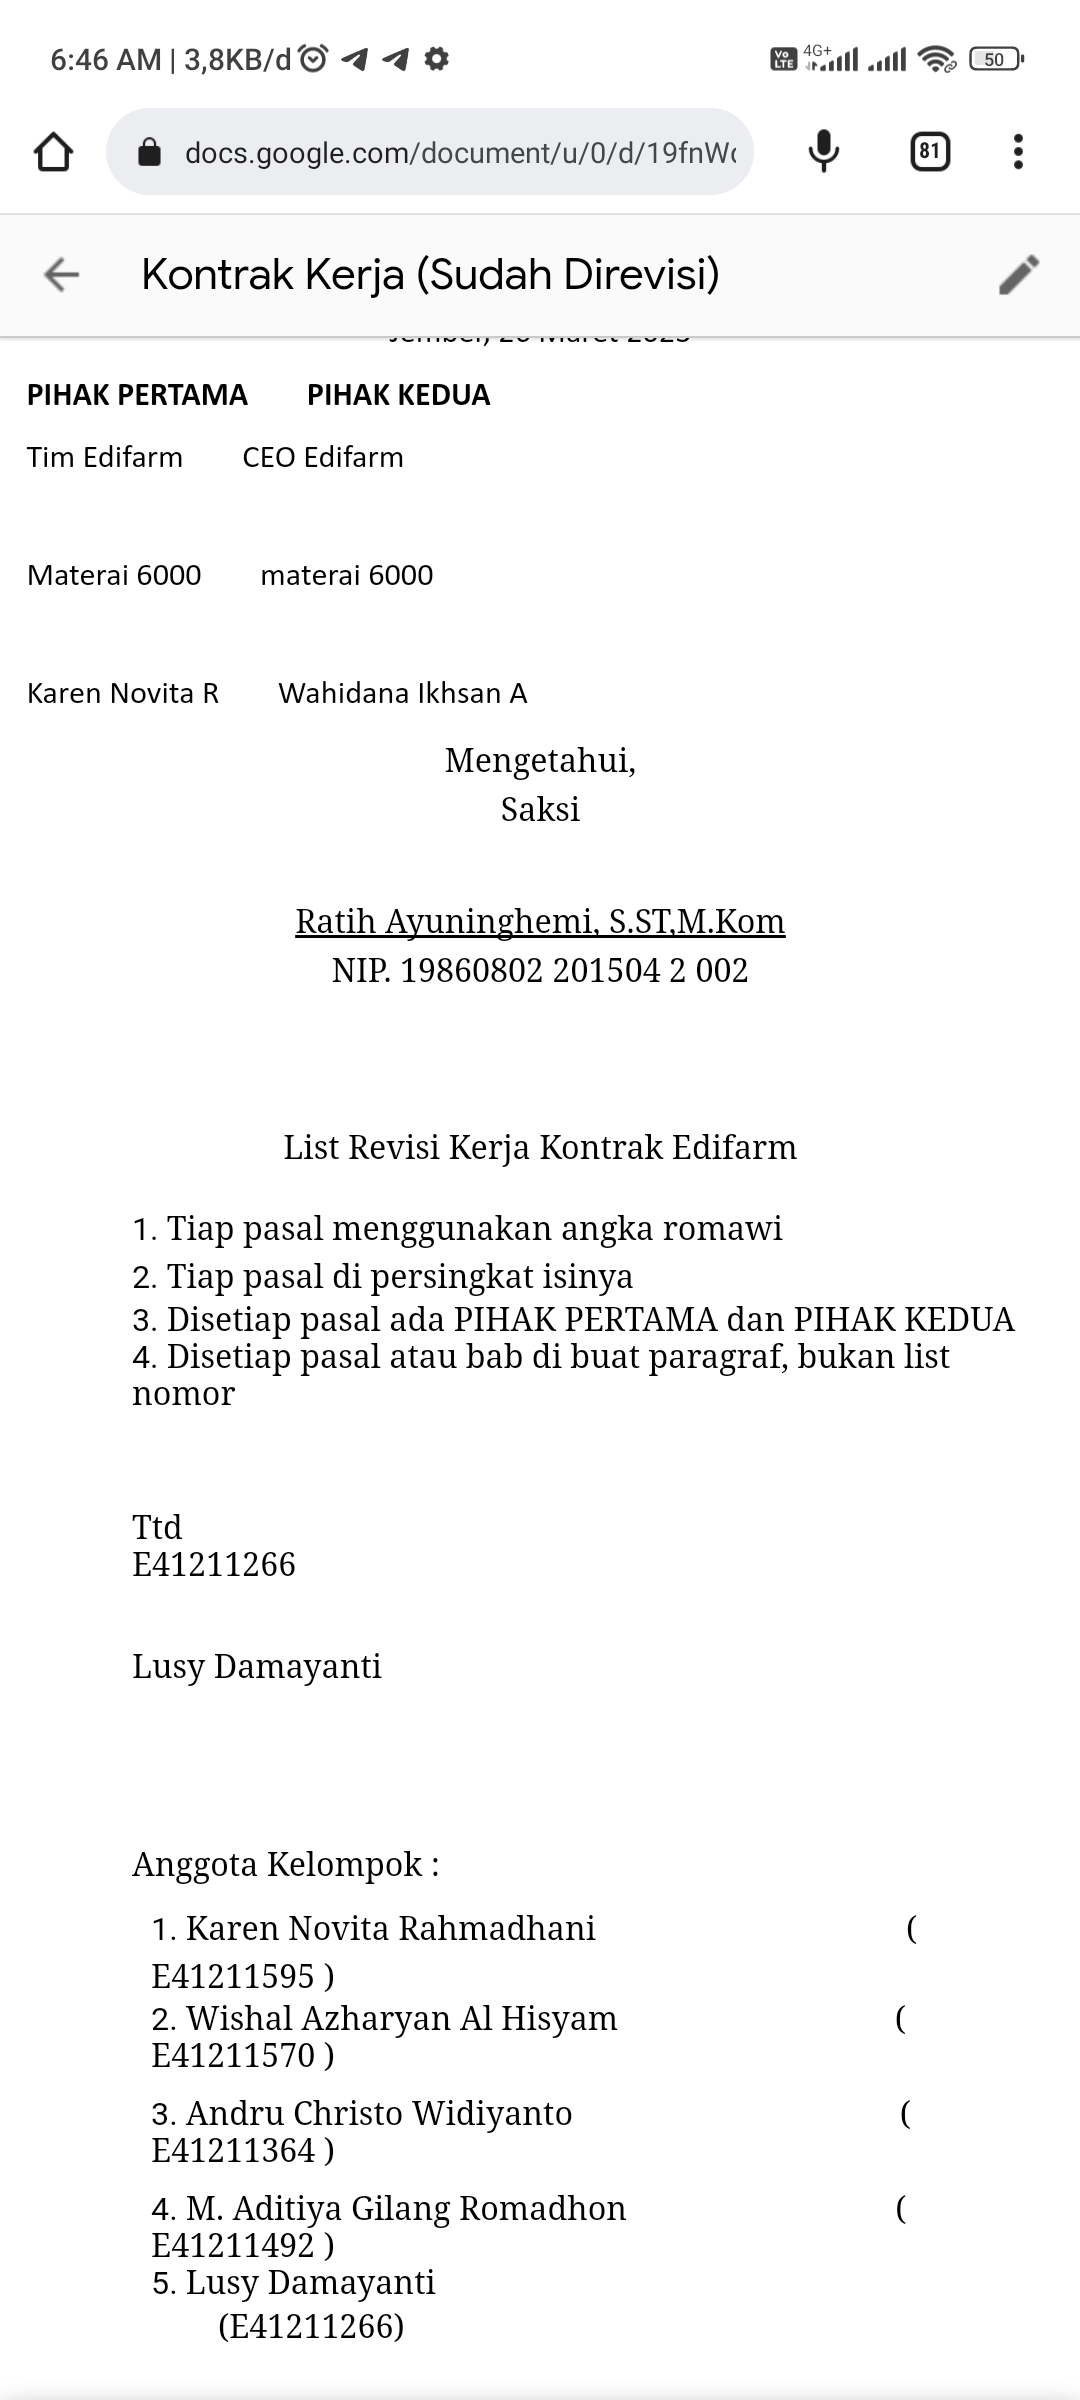 6:46 AM | 3,8KB/d
Vo LTE 4G+ 50
docs.google.com/document/u/0/d/19fnW
81
Kontrak Kerja (Sudah Direvisi)
PIHAK PERTAMA PIHAK KEDUA
Tim Edifarm CEO Edifarm
Materai 6000 materai 6000
Karen Novita R Wahidana Ikhsan A
Mengetahui,
Saksi
Ratih Ayuninghemi, S.ST,M.Kom
NIP. 19860802 201504 2 002
List Revisi Kerja Kontrak Edifarm
1. Tiap pasal menggunakan angka romawi
2. Tiap pasal di persingkat isinya
3. Disetiap pasal ada PIHAK PERTAMA dan PIHAK KEDUA
4. Disetiap pasal atau bab di buat paragraf, bukan list
nomor
Ttd
E41211266
Lusy Damayanti
Anggota Kelompok :
1. Karen Novita Rahmadhani (
E41211595 )
2. Wishal Azharyan Al Hisyam (
E41211570 )
3. Andru Christo Widiyanto (
E41211364 )
4. M. Aditiya Gilang Romadhon (
E41211492 )
5. Lusy Damayanti
(E41211266)